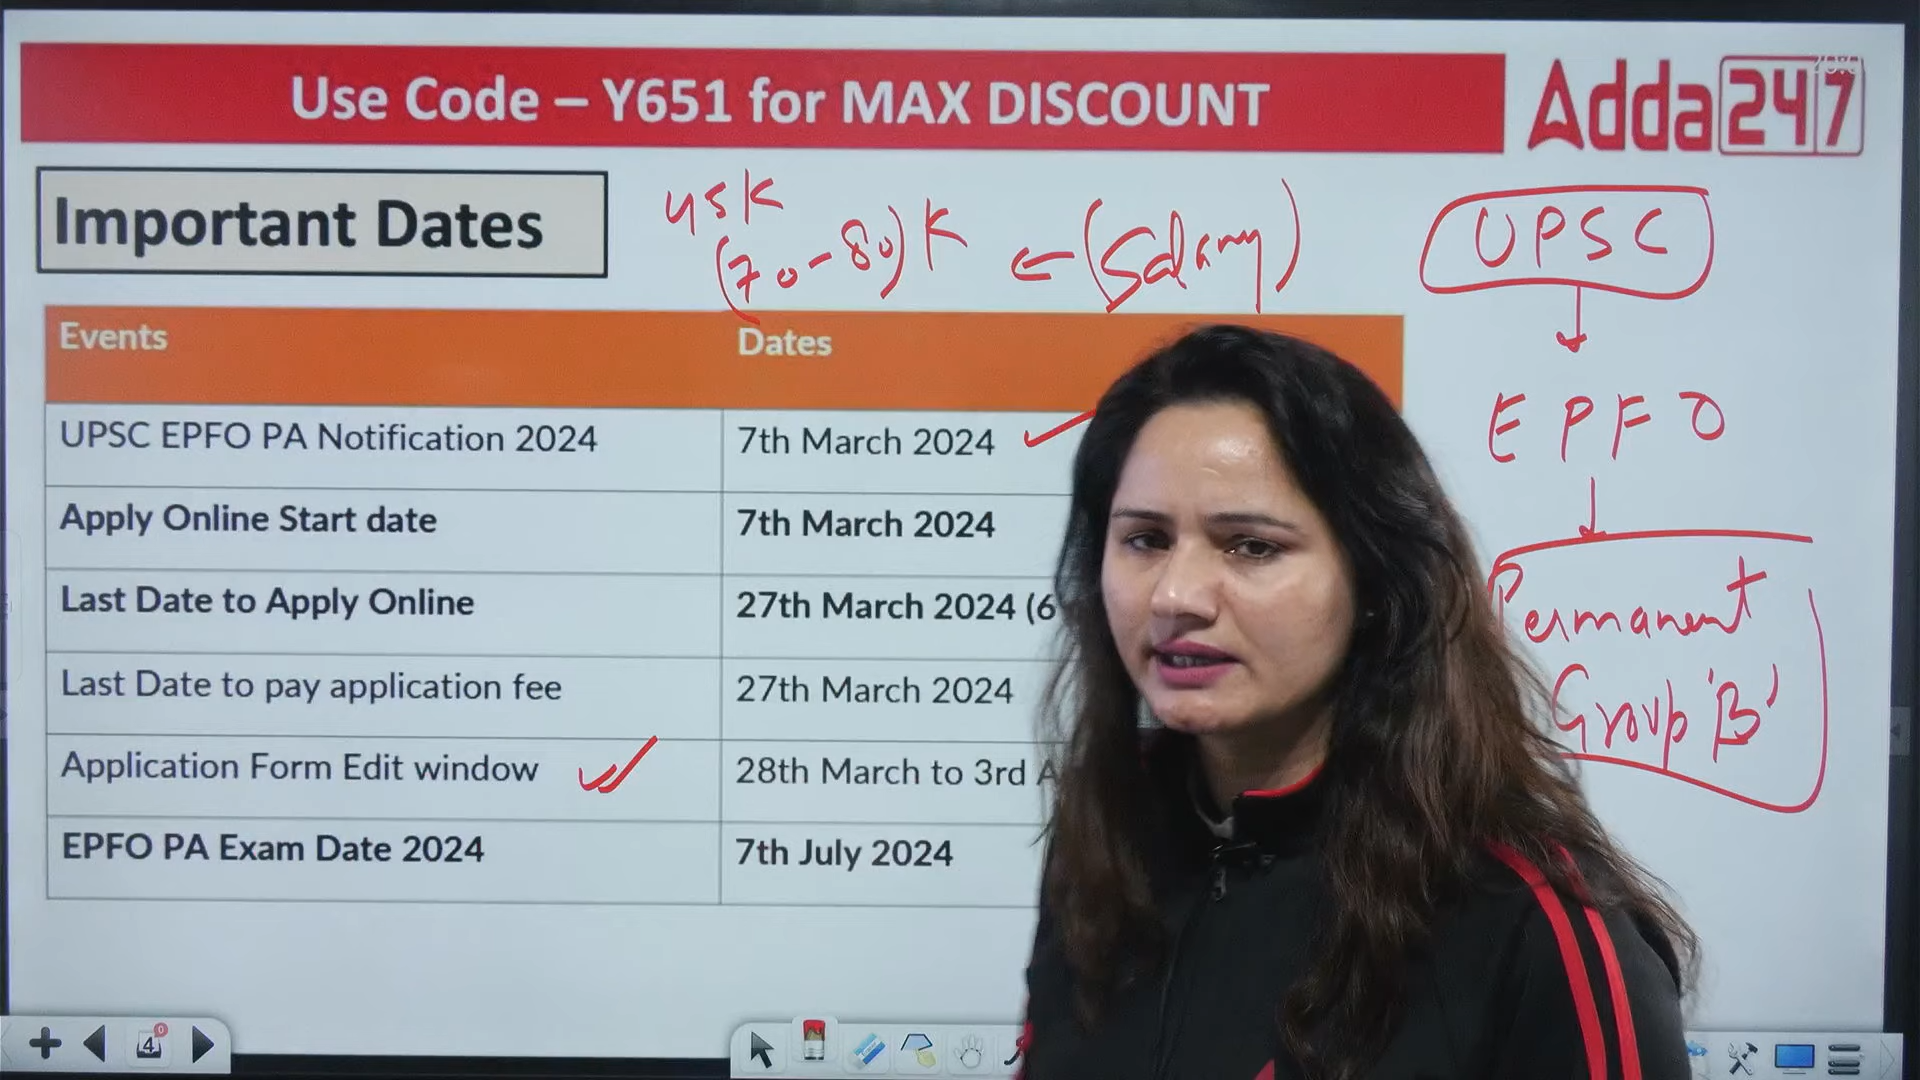 Use Code – Y651 for MAX DISCOUNT
Adda247
Important Dates
45K
(70-80)K ← (Salary)
UPSC
EPFO
Permanent
Group 'B'
Events Dates
UPSC EPFO PA Notification 2024 7th March 2024
Apply Online Start date 7th March 2024
Last Date to Apply Online 27th March 2024 (6
Last Date to pay application fee 27th March 2024
Application Form Edit window 28th March to 3rd A
EPFO PA Exam Date 2024 7th July 2024
4
0